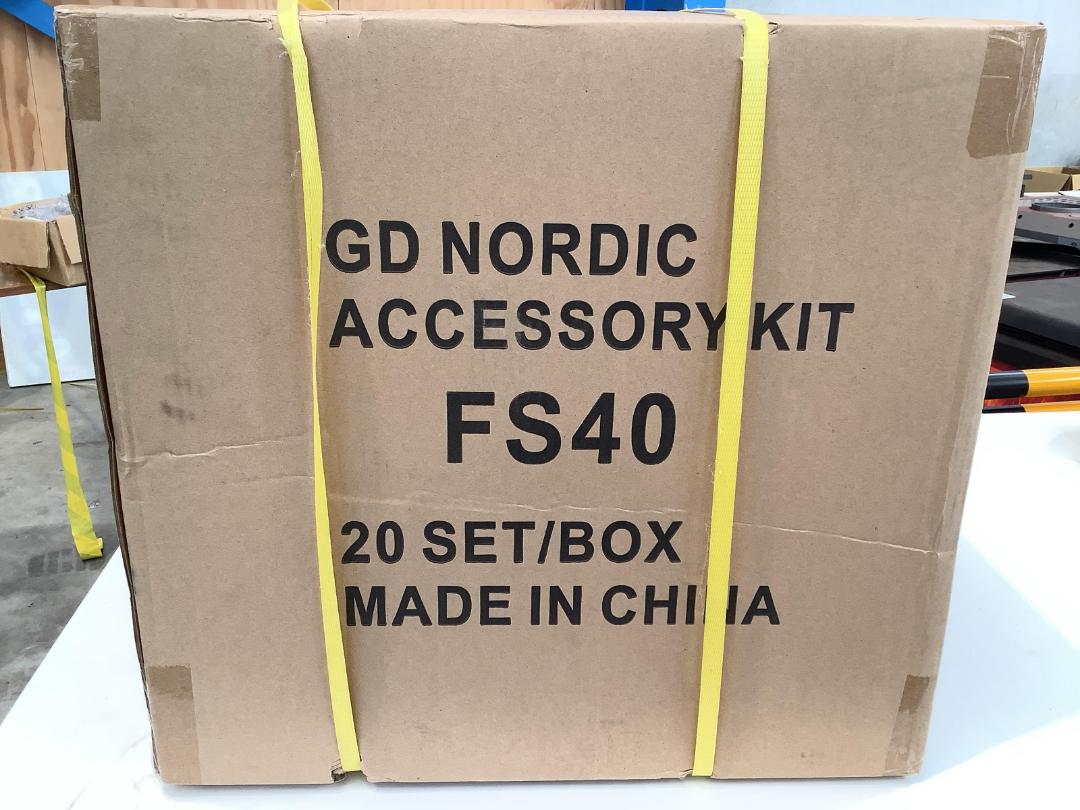 GD NORDIC
ACCESSORY KIT
FS40
20 SET/BOX
MADE IN CHINA